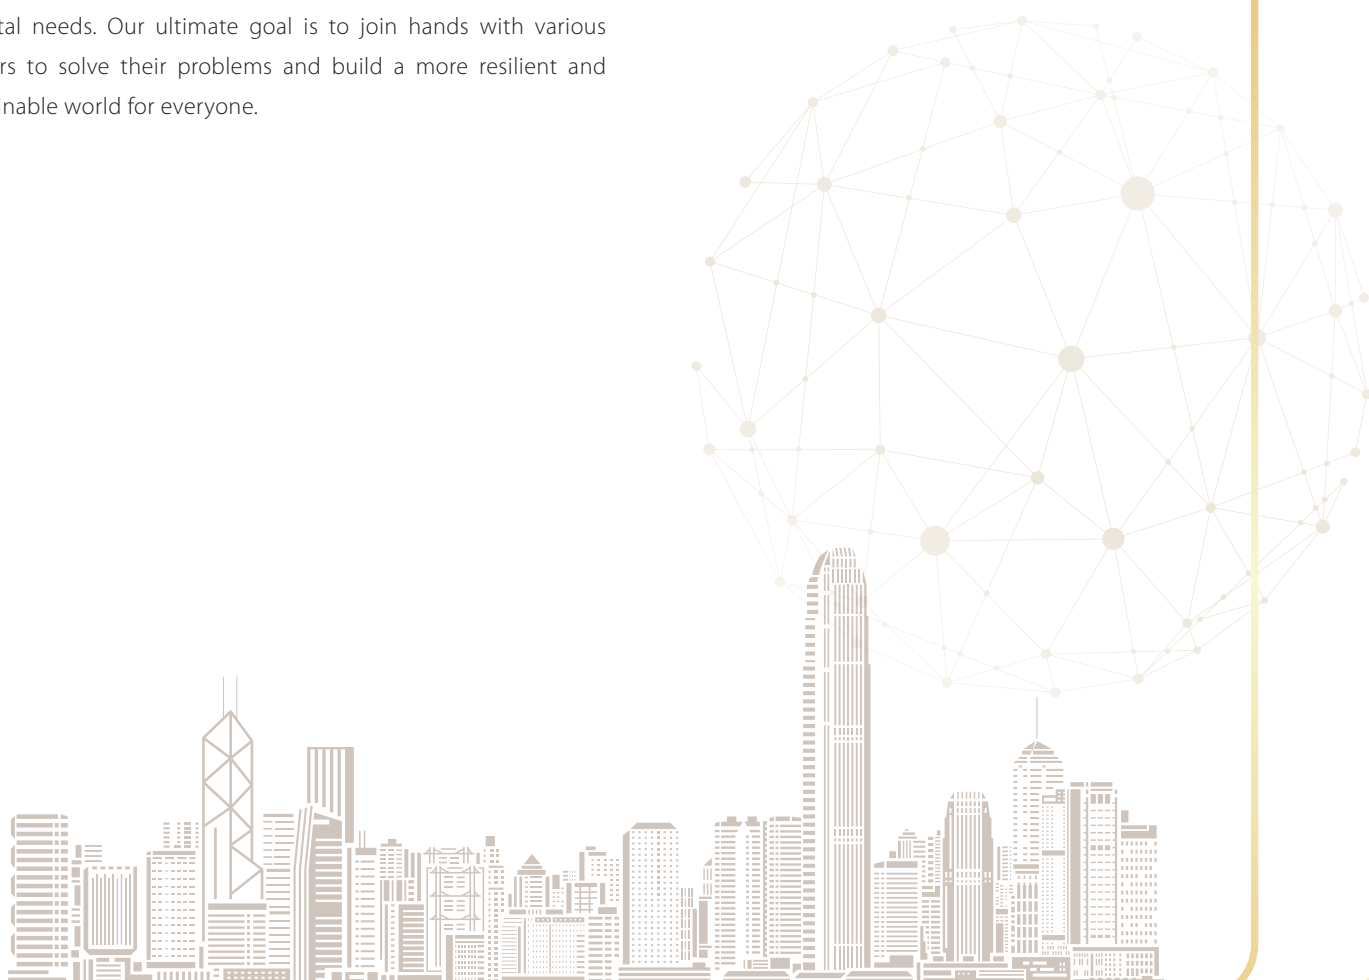 tal needs. Our ultimate goal is to join hands with various
rs to solve their problems and build a more resilient and
inable world for everyone.